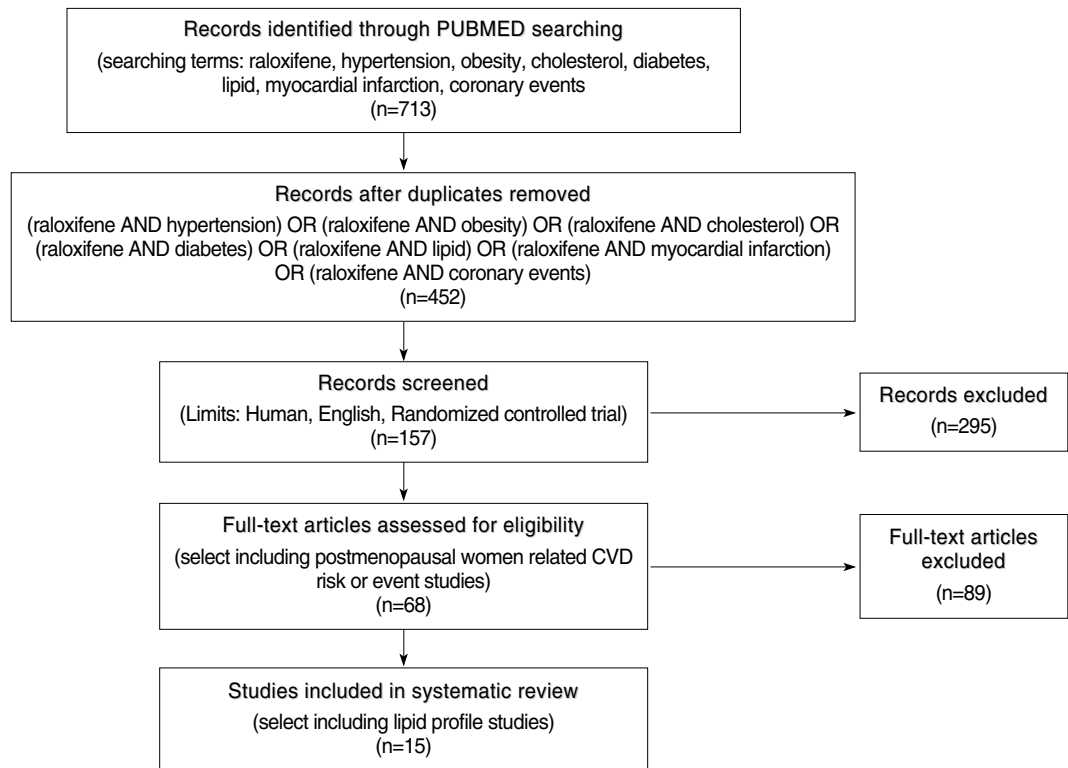 Records identified through PUBMED searching
(searching terms: raloxifene, hypertension, obesity, cholesterol, diabetes,
lipid, myocardial infarction, coronary events
(n=713)
Records after duplicates removed
(raloxifene AND hypertension) OR (raloxifene AND obesity) OR (raloxifene AND cholesterol) OR
(raloxifene AND diabetes) OR (raloxifene AND lipid) OR (raloxifene AND myocardial infarction)
OR (raloxifene AND coronary events)
(n=452)
Records screened
(Limits: Human, English, Randomized controlled trial)
(n=157)
Records excluded
(n=295)
Full-text articles assessed for eligibility
(select including postmenopausal women related CVD
risk or event studies)
(n=68)
Full-text articles
excluded
(n=89)
Studies included in systematic review
(select including lipid profile studies)
(n=15)